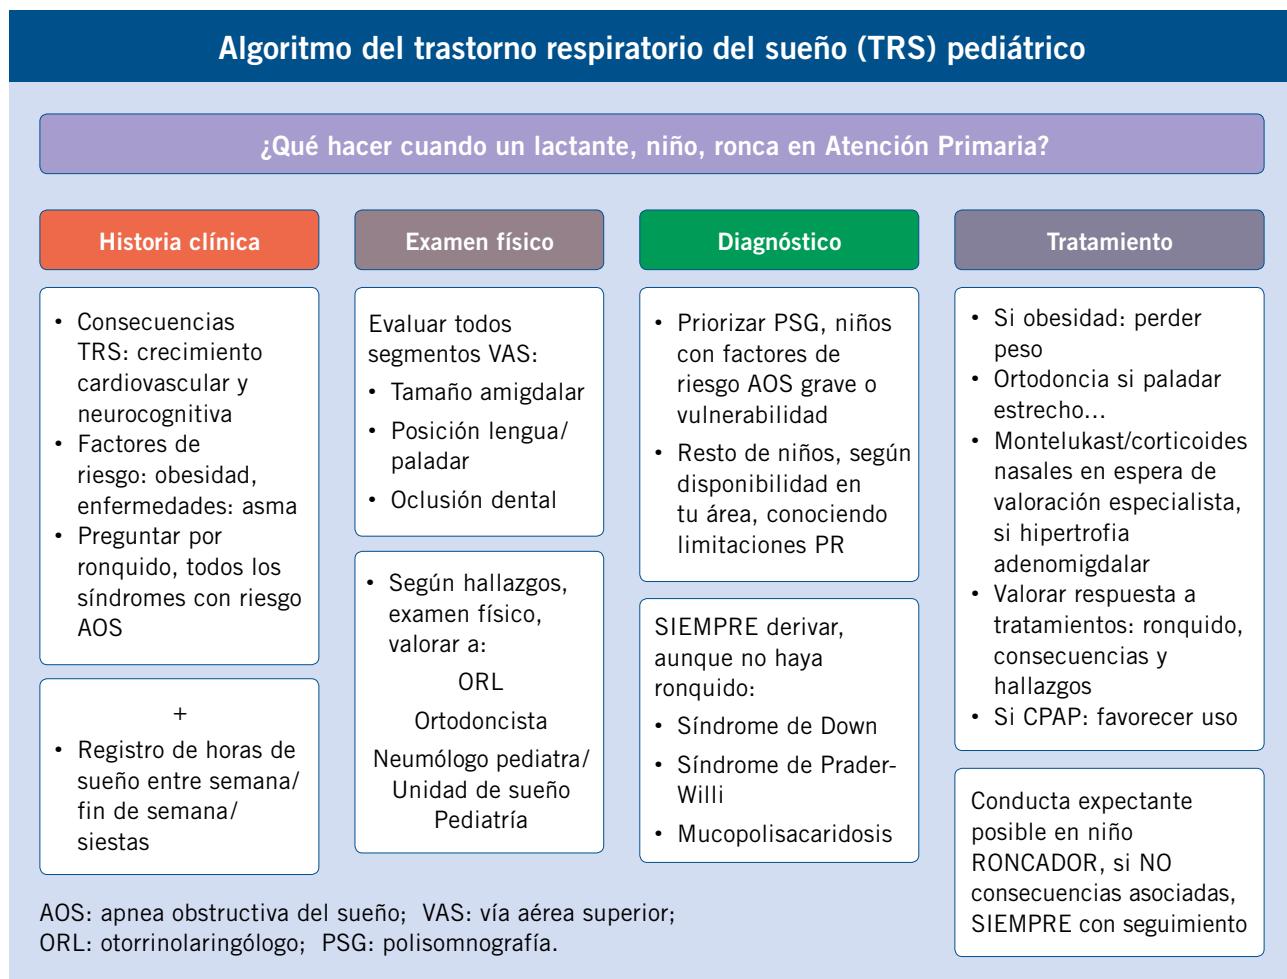 Algoritmo del trastorno respiratorio del sueño (TRS) pediátrico
¿Qué hacer cuando un lactante, niño, ronca en Atención Primaria?
Historia clínica
• Consecuencias
TRS: crecimiento
cardiovascular y
neurocognitiva
• Factores de
riesgo: obesidad,
enfermedades: asma
• Preguntar por
ronquido, todos los
síndromes con riesgo
AOS
+
• Registro de horas de
sueño entre semana/
fin de semana/
siestas
Examen físico
Evaluar todos
segmentos VAS:
• Tamaño amigdalar
• Posición lengua/
paladar
• Oclusión dental
• Según hallazgos,
examen físico,
valorar a:
ORL
Ortodoncista
Neumólogo pediatra/
Unidad de sueño
Pediatría
Diagnóstico
• Priorizar PSG, niños
con factores de
riesgo AOS grave o
vulnerabilidad
• Resto de niños, según
disponibilidad en
tu área, conociendo
limitaciones PR
SIEMPRE derivar,
aunque no haya
ronquido:
• Síndrome de Down
• Síndrome de Prader-
Willi
• Mucopolisacaridosis
Tratamiento
• Si obesidad: perder
peso
• Ortodoncia si paladar
estrecho…
• Montelukast/corticoides
nasales en espera de
valoración especialista,
si hipertrofia
adenomigdalar
• Valorar respuesta a
tratamientos: ronquido,
consecuencias y
hallazgos
• Si CPAP: favorecer uso
Conducta expectante
posible en niño
RONCADOR, si NO
consecuencias asociadas,
SIEMPRE con seguimiento
AOS: apnea obstructiva del sueño; VAS: vía aérea superior;
ORL: otorrinolaringólogo; PSG: polisomnografía.